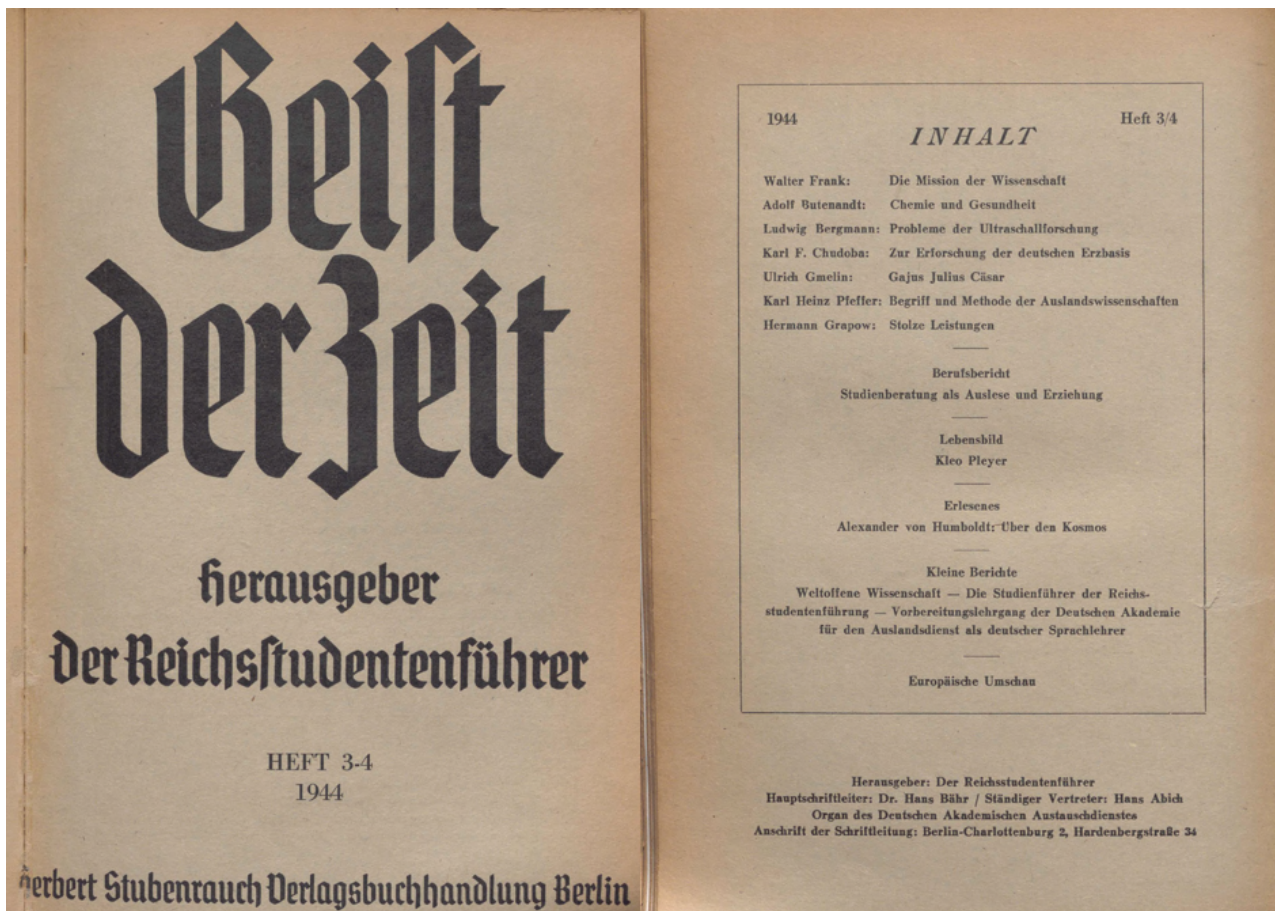 Geist
der Zeit
Herausgeber
der Reichsstudentenführer
HEFT 3-4
1944
Herbert Stubenrauch Verlagsbuchhandlung Berlin
1944 Heft 3/4
INHALT
Walter Frank: Die Mission der Wissenschaft
Adolf Butenandt: Chemie und Gesundheit
Ludwig Bergmann: Probleme der Ultraschallforschung
Karl F. Chudoba: Zur Erforschung der deutschen Erzbasis
Ulrich Gmelin: Gajus Julius Cäsar
Karl Heinz Pfeffer: Begriff und Methode der Auslandswissenschaften
Hermann Grapow: Stolze Leistungen
Berufsbericht
Studienberatung als Auslese und Erziehung
Lebensbild
Kleo Pleyer
Erlesenes
Alexander von Humboldt: Über den Kosmos
Kleine Berichte
Weltoffene Wissenschaft — Die Studienführer der Reichs-
studentenführung — Vorbereitungslehrgang der Deutschen Akademie
für den Auslandsdienst als deutscher Sprachlehrer
Europäische Umschau
Herausgeber: Der Reichsstudentenführer
Hauptschriftleiter: Dr. Hans Bähr / Ständiger Vertreter: Hans Abich
Organ des Deutschen Akademischen Austauschdienstes
Anschrift der Schriftleitung: Berlin-Charlottenburg 2, Hardenbergstraße 34